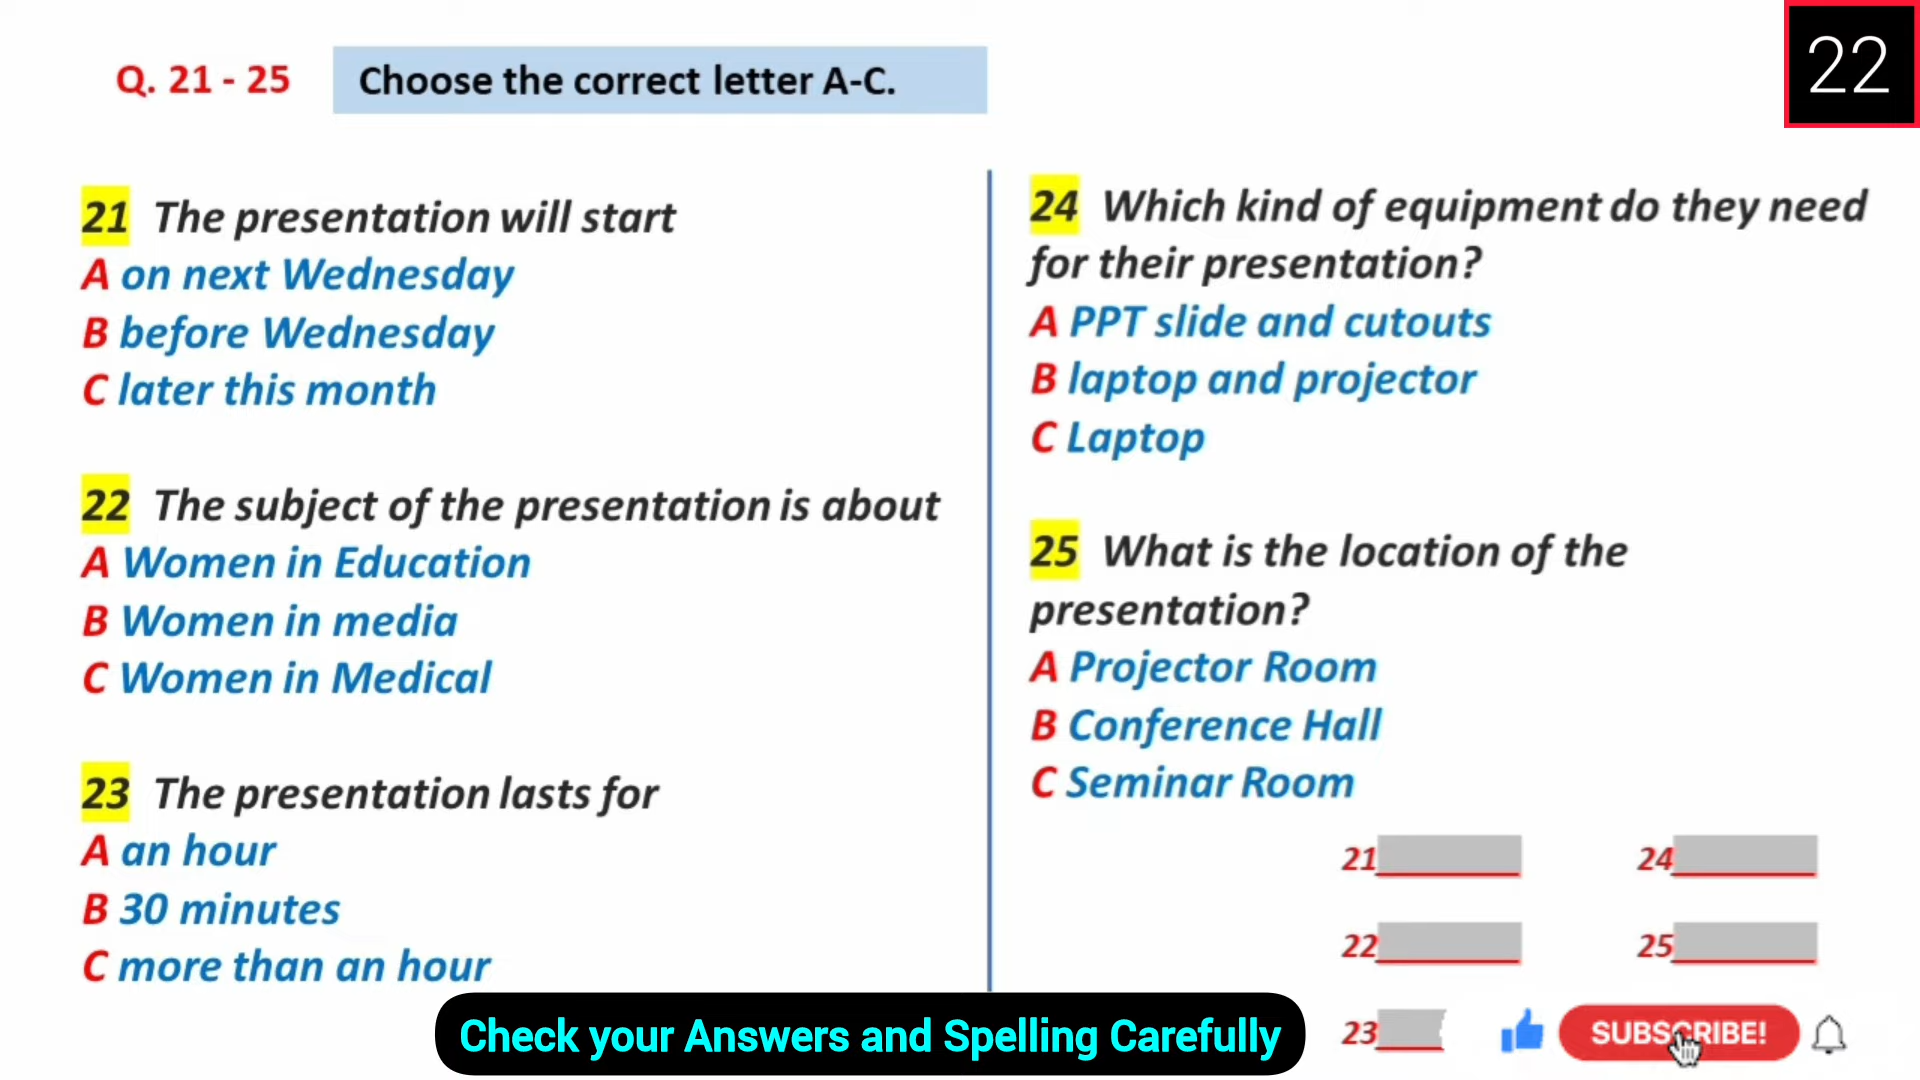 Q. 21 - 25
Choose the correct letter A-C.
22
21 The presentation will start
A on next Wednesday
B before Wednesday
C later this month
22 The subject of the presentation is about
A Women in Education
B Women in media
C Women in Medical
23 The presentation lasts for
A an hour
B 30 minutes
C more than an hour
24 Which kind of equipment do they need
for their presentation?
A PPT slide and cutouts
B laptop and projector
C Laptop
25 What is the location of the
presentation?
A Projector Room
B Conference Hall
C Seminar Room
21
24
22
25
23
Check your Answers and Spelling Carefully
SUBSCRIBE!